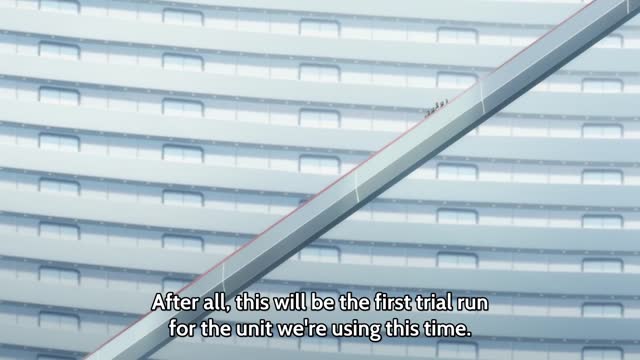 After all, this will be the first trial run
for the unit we're using this time.